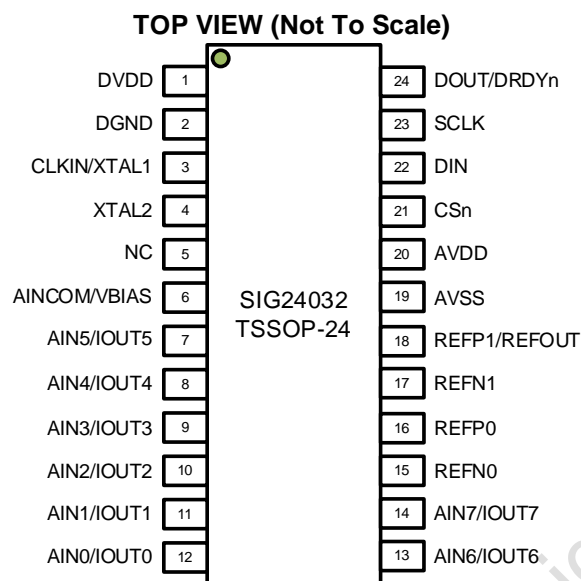 TOP VIEW (Not To Scale)
DVDD 1
DGND 2
CLKIN/XTAL1 3
XTAL2 4
NC 5
AINCOM/VBIAS 6
AIN5/IOUT5 7
AIN4/IOUT4 8
AIN3/IOUT3 9
AIN2/IOUT2 10
AIN1/IOUT1 11
AIN0/IOUT0 12
SIG24032
TSSOP-24
24 DOUT/DRDYn
23 SCLK
22 DIN
21 CSn
20 AVDD
19 AVSS
18 REFP1/REFOUT
17 REFN1
16 REFP0
15 REFN0
14 AIN7/IOUT7
13 AIN6/IOUT6